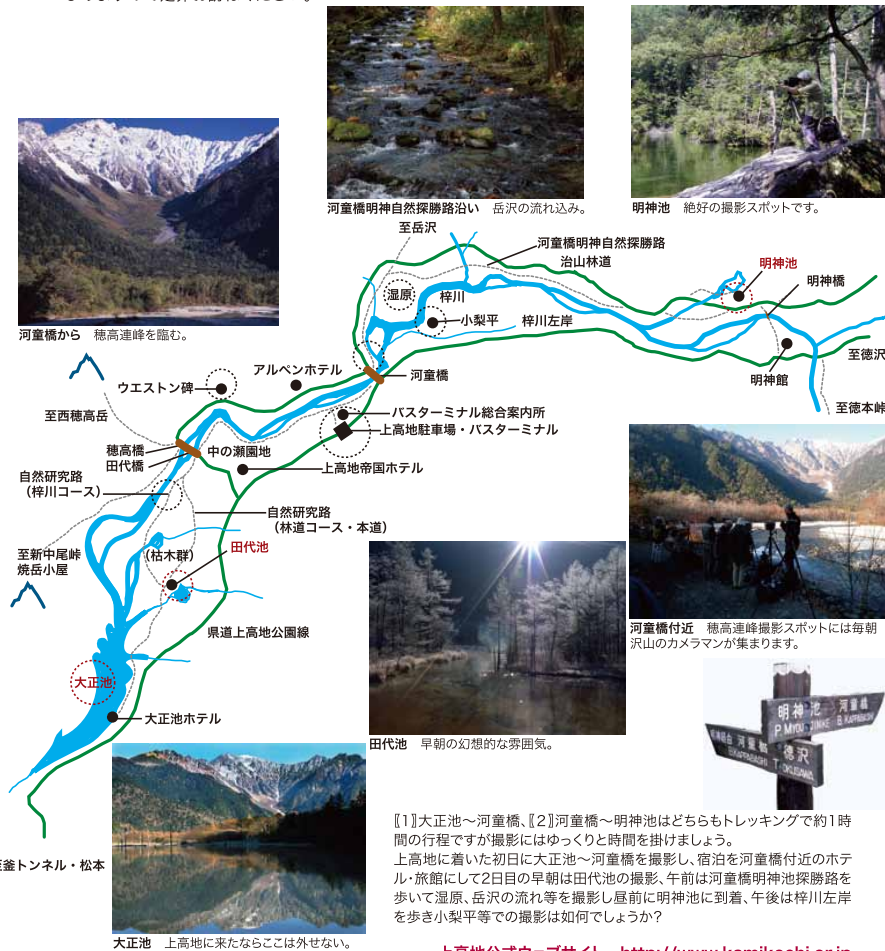 河童橋明神自然探勝路沿い　岳沢の流れ込み。
明神池　絶好の撮影スポットです。
河童橋から　穂高連峰を臨む。
至岳沢
河童橋明神自然探勝路
治山林道
明神池
明神橋
湿原
梓川
小梨平
梓川左岸
至徳沢
明神館
至徳本峠
アルペンホテル
ウエストン碑
河童橋
バスターミナル総合案内所
上高地駐車場・バスターミナル
至西穂高岳
穂高橋
田代橋
中の瀬園地
上高地帝国ホテル
自然研究路
（梓川コース）
自然研究路
（林道コース・本道）
至新中尾峠
焼岳小屋
（枯木群）
田代池
県道上高地公園線
大正池
大正池ホテル
河童橋付近　穂高連峰撮影スポットには毎朝
沢山のカメラマンが集まります。
田代池　早朝の幻想的な雰囲気。
明神池　河童橋
河童橋　徳沢
至釜トンネル・松本
大正池　上高地に来たならここは外せない。
〖1〗大正池～河童橋、〖2〗河童橋～明神池はどちらもトレッキングで約1時
間の行程ですが撮影にはゆっくりと時間を掛けましょう。
上高地に着いた初日に大正池～河童橋を撮影し、宿泊を河童橋付近のホテ
ル・旅館にして2日目の早朝は田代池の撮影、午前は河童橋明神池探勝路を
歩いて湿原、岳沢の流れ等を撮影し昼前に明神池に到着、午後は梓川左岸
を歩き小梨平等での撮影は如何でしょうか？